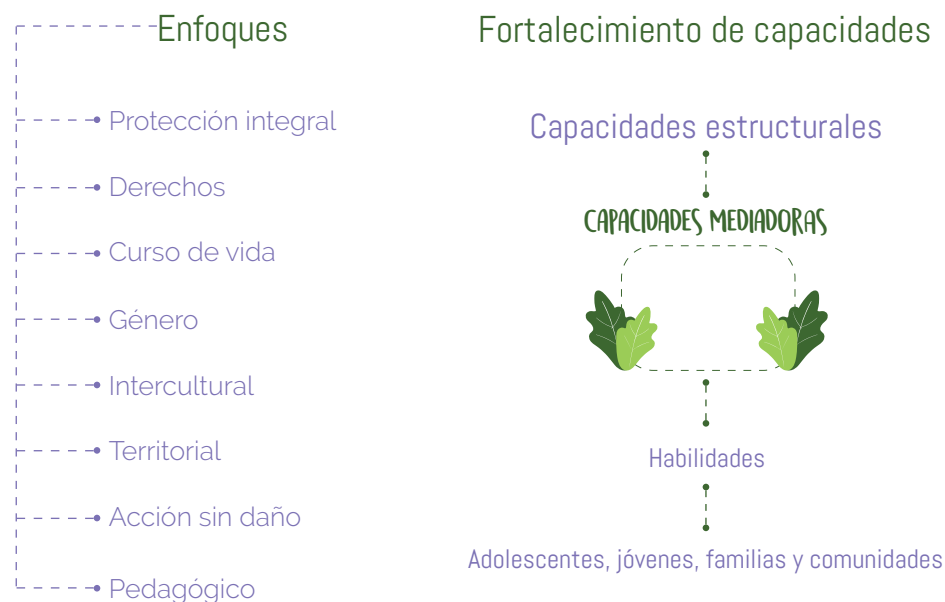 Enfoques
Protección integral
Derechos
Curso de vida
Género
Intercultural
Territorial
Acción sin daño
Pedagógico
Fortalecimiento de capacidades
Capacidades estructurales
CAPACIDADES MEDIADORAS
Habilidades
Adolescentes, jóvenes, familias y comunidades